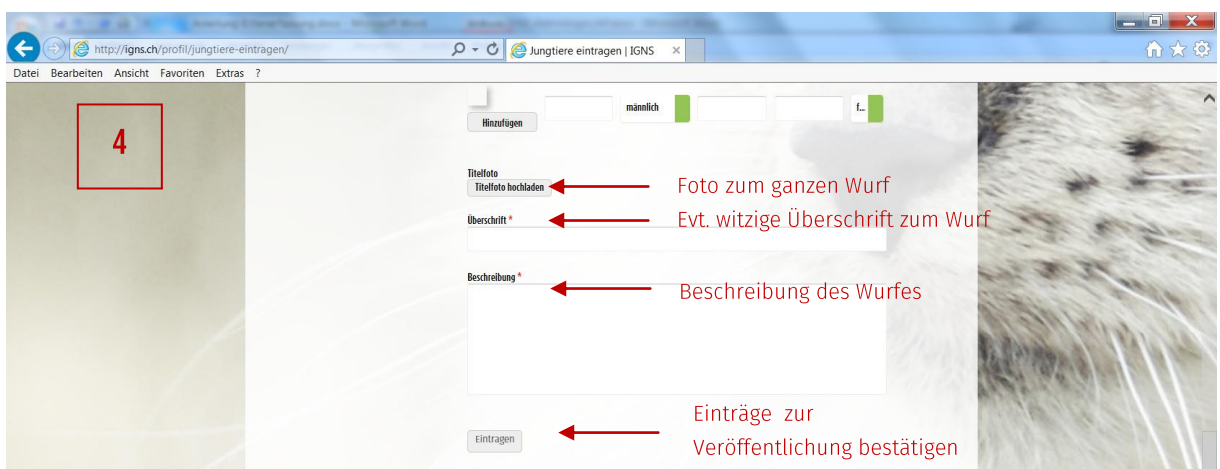 http://igns.ch/profil/jungtiere-eintragen/
Jungtiere eintragen | IGNS
Datei Bearbeiten Ansicht Favoriten Extras ?
4
männlich
f...
Hinzufügen
Titelfoto
Titelfoto hochladen
Foto zum ganzen Wurf
Überschrift *
Evt. witzige Überschrift zum Wurf
Beschreibung *
Beschreibung des Wurfes
Einträge zur
Eintragen
Veröffentlichung bestätigen